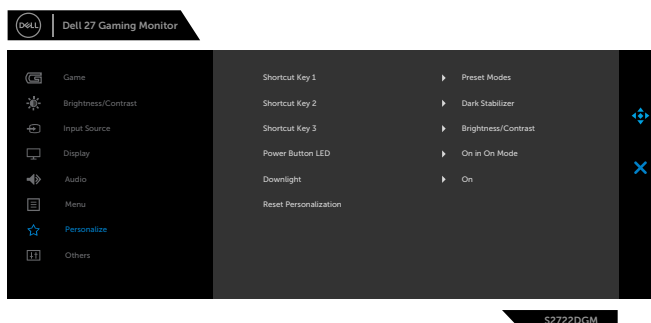 DELL
Dell 27 Gaming Monitor
Game
Shortcut Key 1
Preset Modes
Brightness/Contrast
Shortcut Key 2
Dark Stabilizer
Input Source
Shortcut Key 3
Brightness/Contrast
Display
Power Button LED
On in On Mode
Audio
Downlight
On
Menu
Reset Personalization
Personalize
Others
S2722DGM